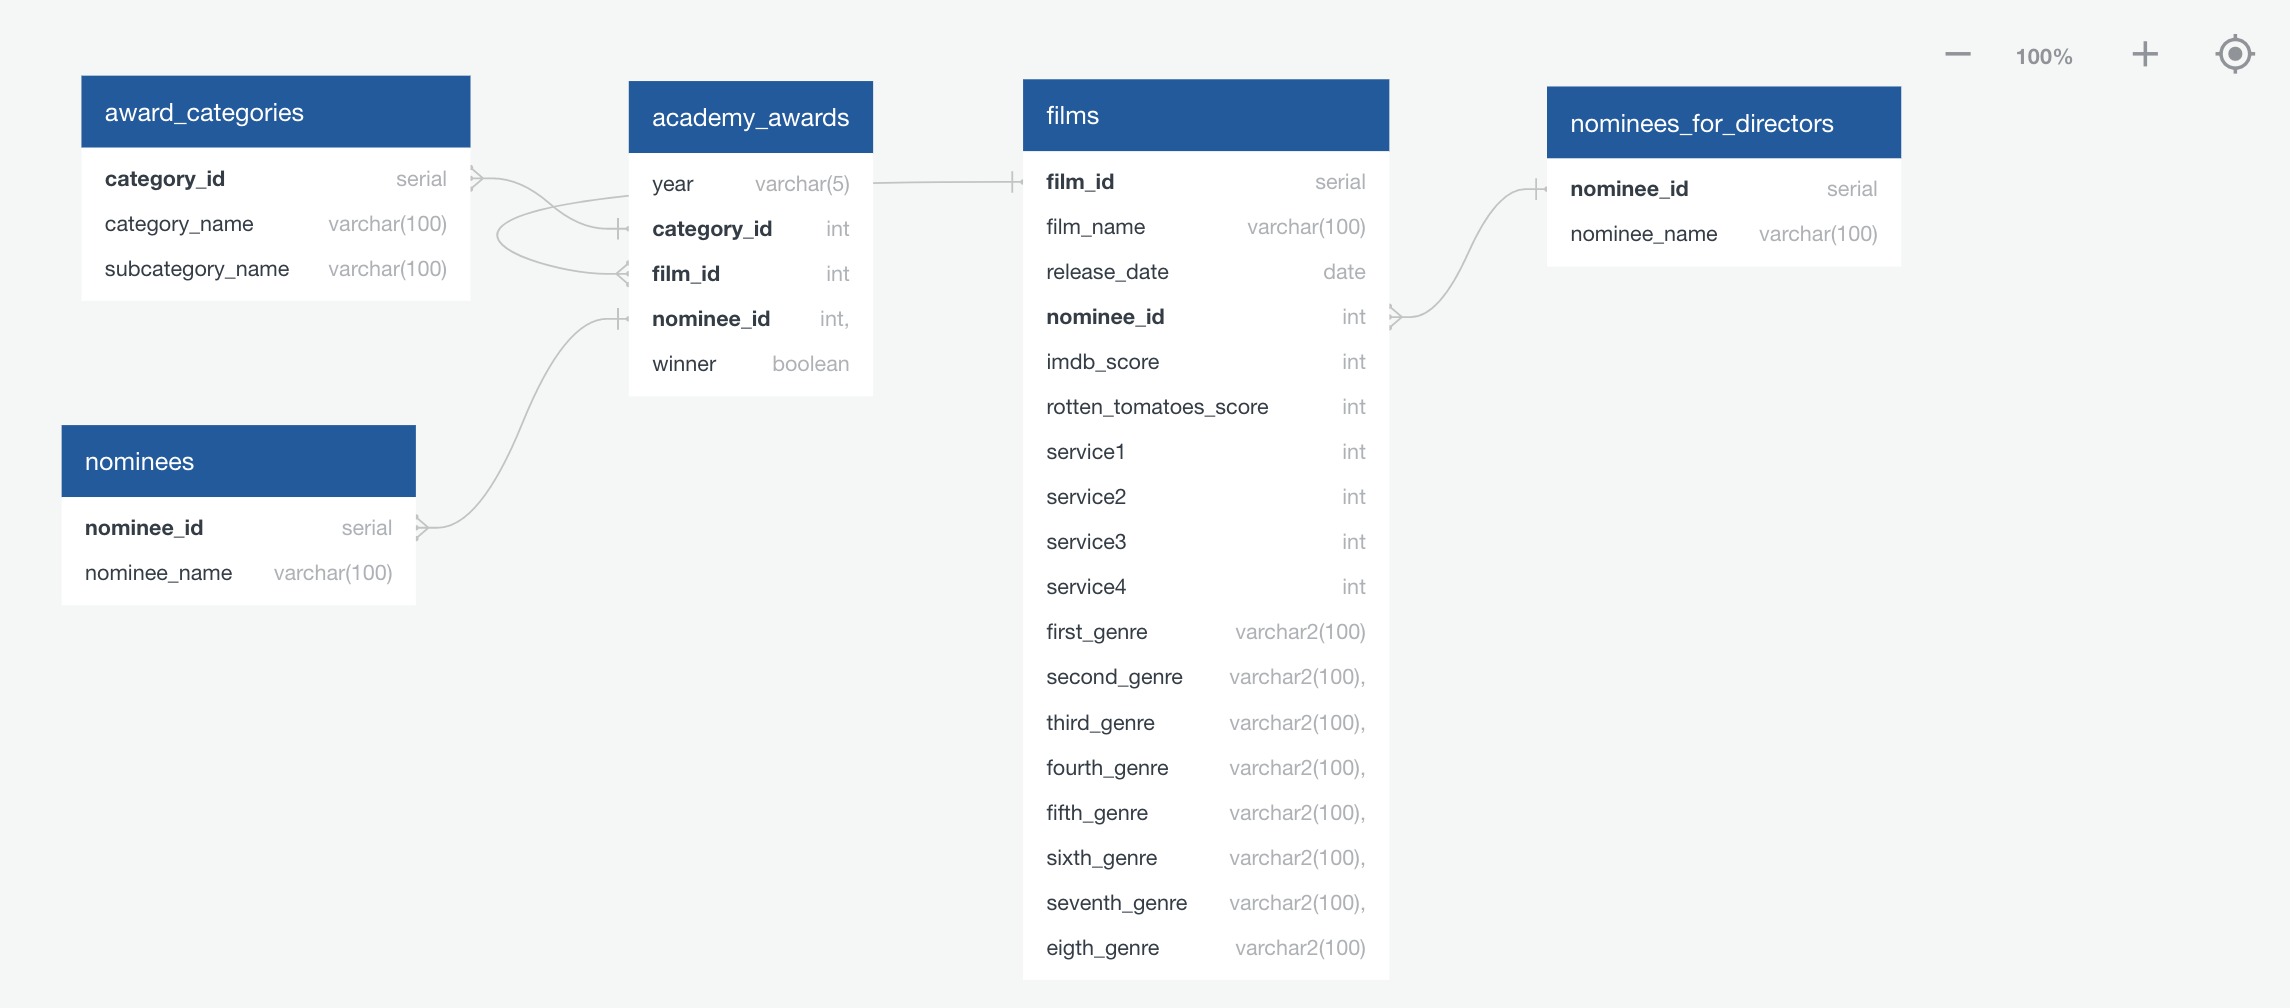 100%
award_categories
category_id serial
category_name varchar(100)
subcategory_name varchar(100)
nominees
nominee_id serial
nominee_name varchar(100)
academy_awards
year varchar(5)
category_id int
film_id int
nominee_id int,
winner boolean
films
film_id serial
film_name varchar(100)
release_date date
nominee_id int
imdb_score int
rotten_tomatoes_score int
service1 int
service2 int
service3 int
service4 int
first_genre varchar2(100)
second_genre varchar2(100),
third_genre varchar2(100),
fourth_genre varchar2(100),
fifth_genre varchar2(100),
sixth_genre varchar2(100),
seventh_genre varchar2(100),
eigth_genre varchar2(100)
nominees_for_directors
nominee_id serial
nominee_name varchar(100)